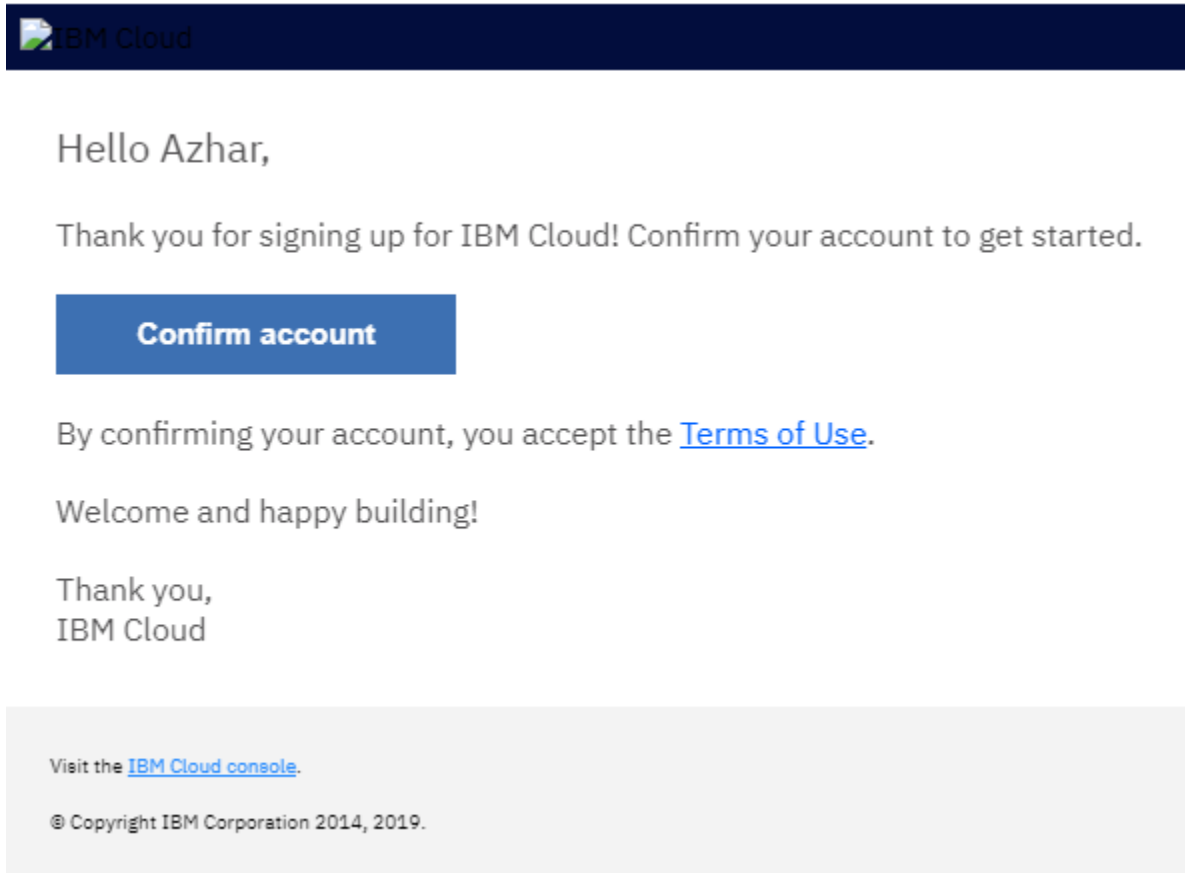 IBM Cloud
Hello Azhar,
Thank you for signing up for IBM Cloud! Confirm your account to get started.
Confirm account
By confirming your account, you accept the Terms of Use.
Welcome and happy building!
Thank you,
IBM Cloud
Visit the IBM Cloud console.
© Copyright IBM Corporation 2014, 2019.